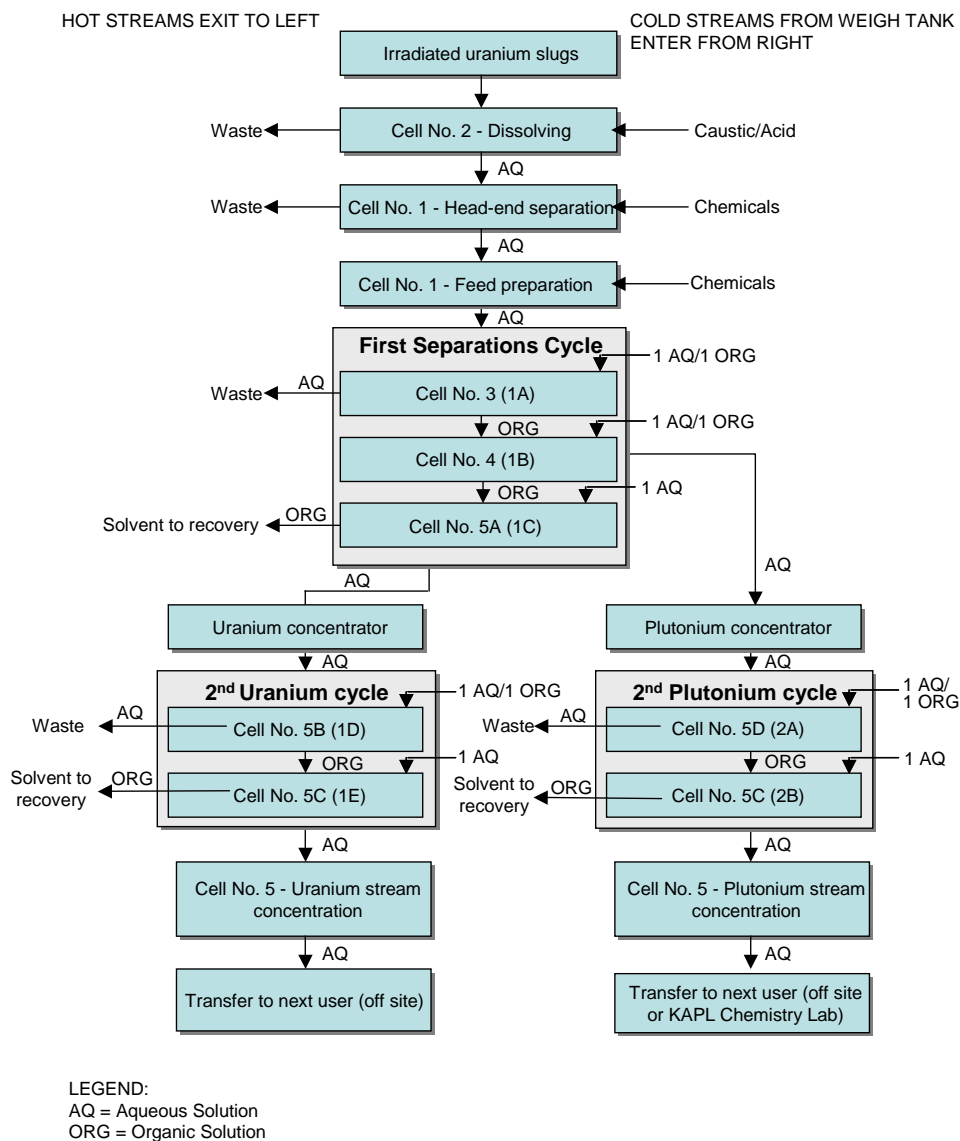 HOT STREAMS EXIT TO LEFT
COLD STREAMS FROM WEIGH TANK
ENTER FROM RIGHT
Irradiated uranium slugs
Waste
Cell No. 2 - Dissolving
Caustic/Acid
AQ
Waste
Cell No. 1 - Head-end separation
Chemicals
AQ
Cell No. 1 - Feed preparation
Chemicals
AQ
First Separations Cycle
1 AQ/1 ORG
Waste
AQ
Cell No. 3 (1A)
ORG
1 AQ/1 ORG
Cell No. 4 (1B)
ORG
1 AQ
Solvent to recovery
ORG
Cell No. 5A (1C)
AQ
AQ
Uranium concentrator
Plutonium concentrator
AQ
AQ
2nd Uranium cycle
1 AQ/1 ORG
2nd Plutonium cycle
1 AQ/
1 ORG
Waste
AQ
Cell No. 5B (1D)
Waste
AQ
Cell No. 5D (2A)
ORG
1 AQ
ORG
1 AQ
Solvent to
recovery
ORG
Cell No. 5C (1E)
Solvent to
recovery
ORG
Cell No. 5C (2B)
AQ
AQ
Cell No. 5 - Uranium stream
concentration
Cell No. 5 - Plutonium stream
concentration
AQ
AQ
Transfer to next user (off site)
Transfer to next user (off site
or KAPL Chemistry Lab)
LEGEND:
AQ = Aqueous Solution
ORG = Organic Solution